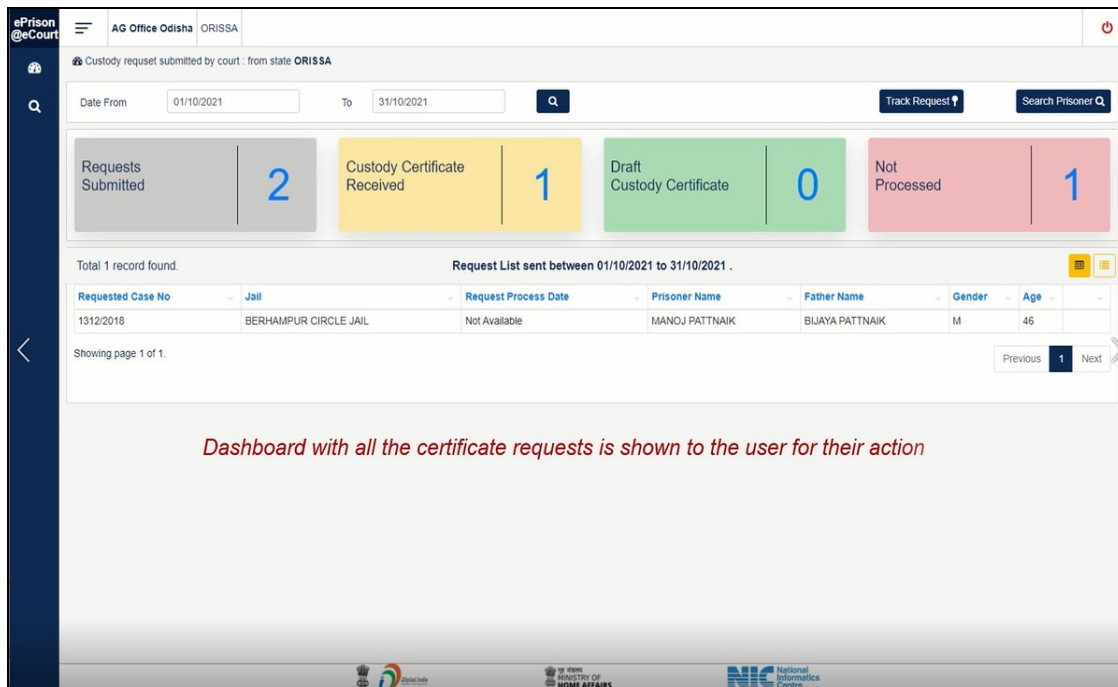 ePrison
@eCourt
AG Office Odisha ORISSA
Custody requset submitted by court : from state ORISSA
Date From 01/10/2021 To 31/10/2021 Track Request Search Prisoner
Requests
Submitted
2
Custody Certificate
Received
1
Draft
Custody Certificate
0
Not
Processed
1
Total 1 record found. Request List sent between 01/10/2021 to 31/10/2021 .
Requested Case No Jail Request Process Date Prisoner Name Father Name Gender Age
1312/2018 BERHAMPUR CIRCLE JAIL Not Available MANOJ PATTNAIK BIJAYA PATTNAIK M 46
Showing page 1 of 1. Previous 1 Next
Dashboard with all the certificate requests is shown to the user for their action
Digital India
गृह मंत्रालय
MINISTRY OF
HOME AFFAIRS
NIC National
Informatics
Centre